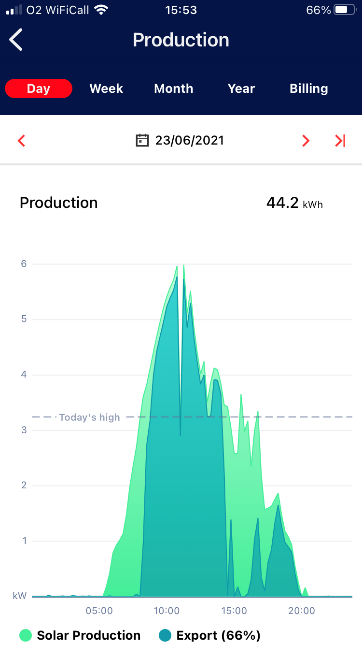 O2 WiFiCall 15:53 66%
Production
Day Week Month Year Billing
23/06/2021
Production 44.2 kWh
6
5
4
Today's high
3
2
1
kW
05:00 10:00 15:00 20:00
Solar Production Export (66%)